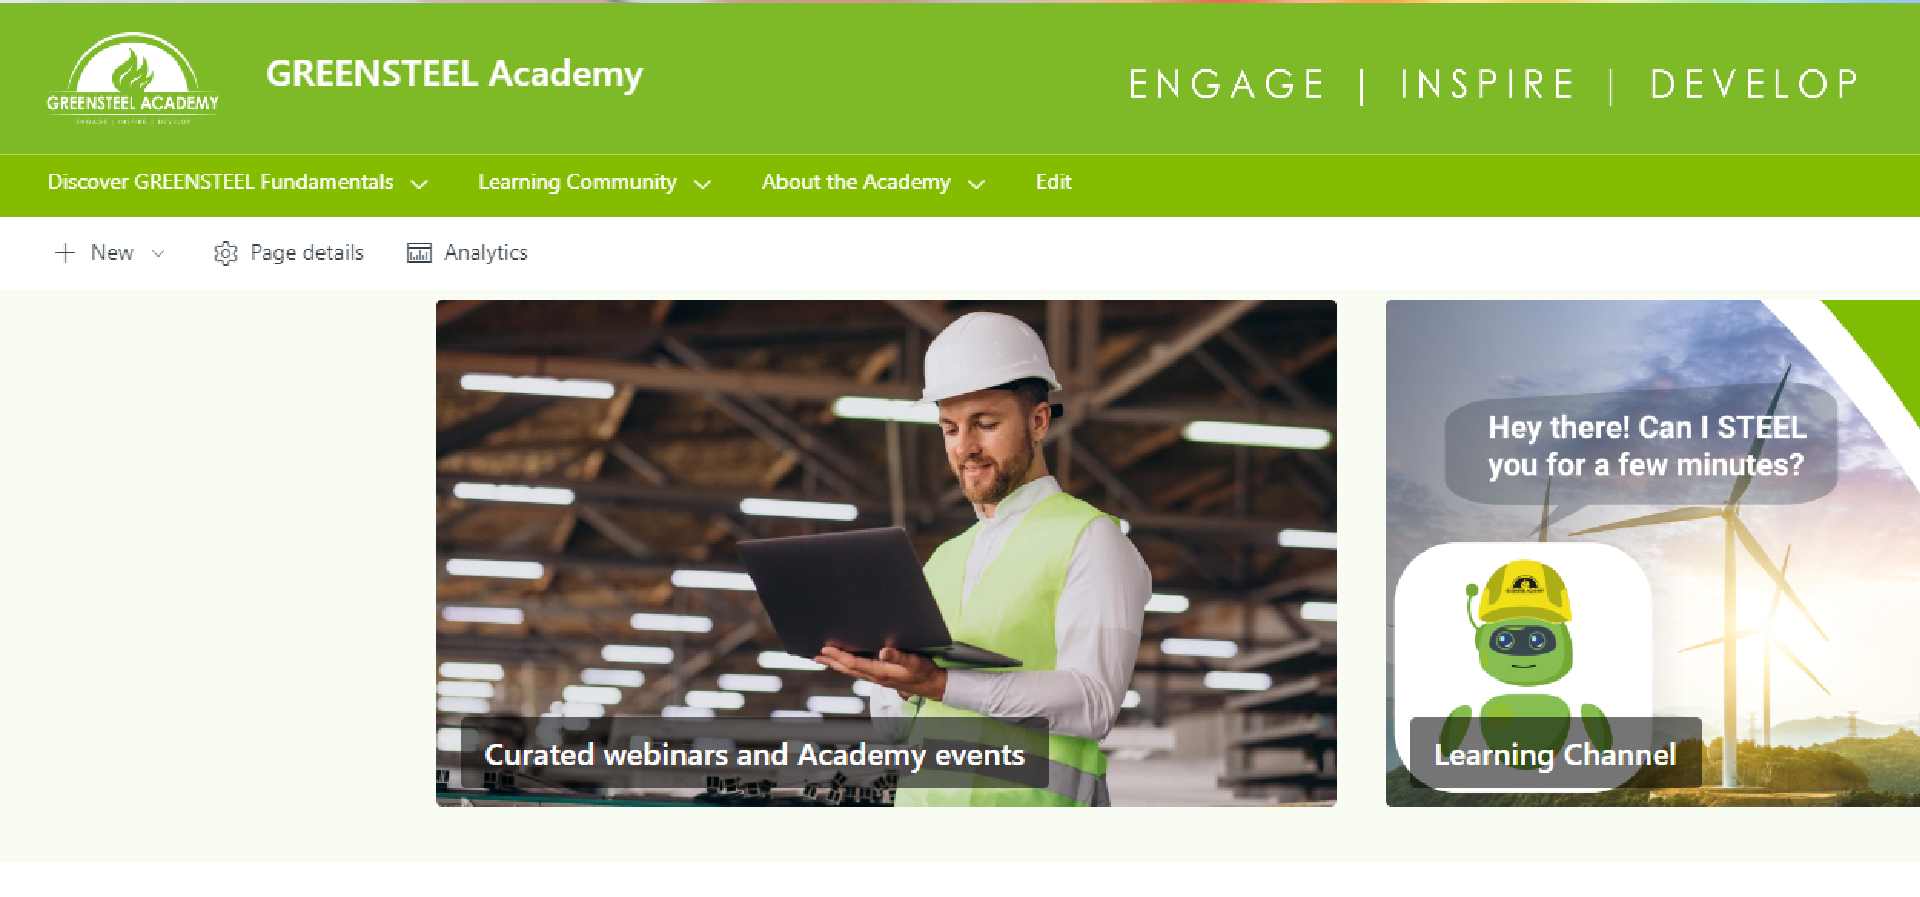 GREENSTEEL ACADEMY
ENGAGE | INSPIRE | DEVELOP
GREENSTEEL Academy
ENGAGE | INSPIRE | DEVELOP
Discover GREENSTEEL Fundamentals
Learning Community
About the Academy
Edit
New
Page details
Analytics
Curated webinars and Academy events
Hey there! Can I STEEL
you for a few minutes?
Learning Channel